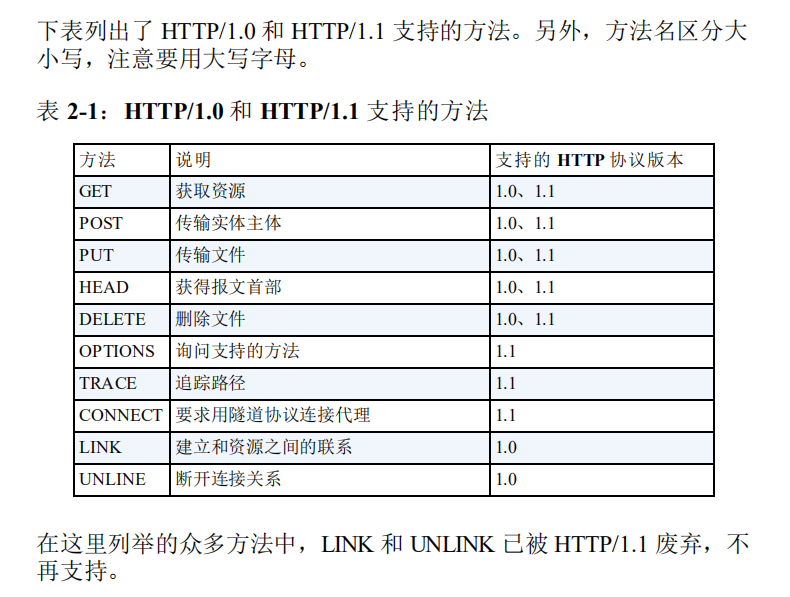 下表列出了 HTTP/1.0 和 HTTP/1.1 支持的方法。另外，方法名区分大
小写，注意要用大写字母。
表 2-1：HTTP/1.0 和 HTTP/1.1 支持的方法
方法 说明 支持的 HTTP 协议版本
GET 获取资源 1.0、1.1
POST 传输实体主体 1.0、1.1
PUT 传输文件 1.0、1.1
HEAD 获得报文首部 1.0、1.1
DELETE 删除文件 1.0、1.1
OPTIONS 询问支持的方法 1.1
TRACE 追踪路径 1.1
CONNECT 要求用隧道协议连接代理 1.1
LINK 建立和资源之间的联系 1.0
UNLINE 断开连接关系 1.0
在这里列举的众多方法中，LINK 和 UNLINK 已被 HTTP/1.1 废弃，不
再支持。